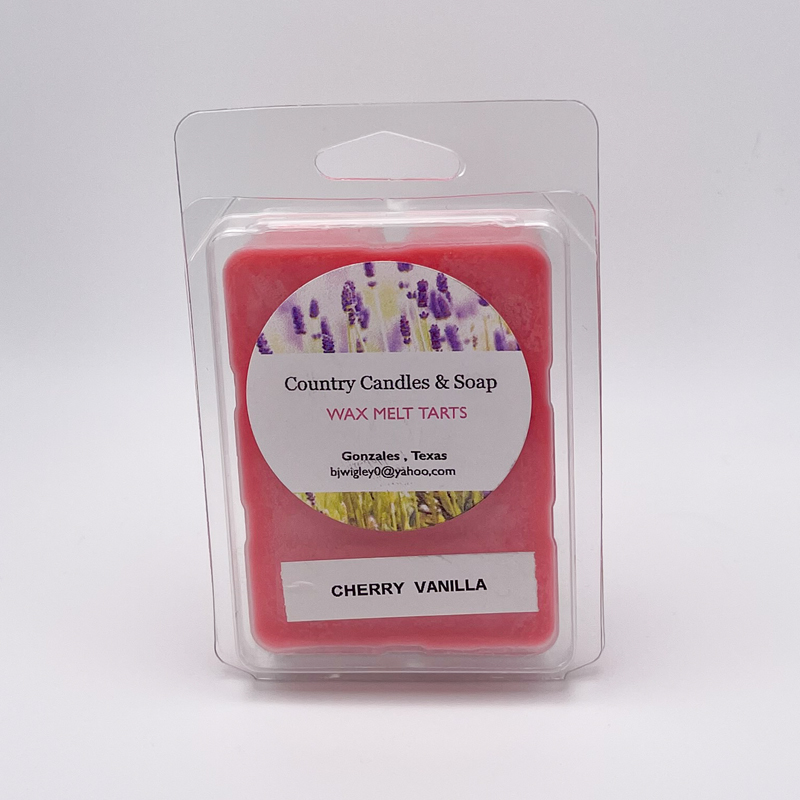 Country Candles & Soap
WAX MELT TARTS
Gonzales , Texas
bjwigley0@yahoo.com
CHERRY VANILLA